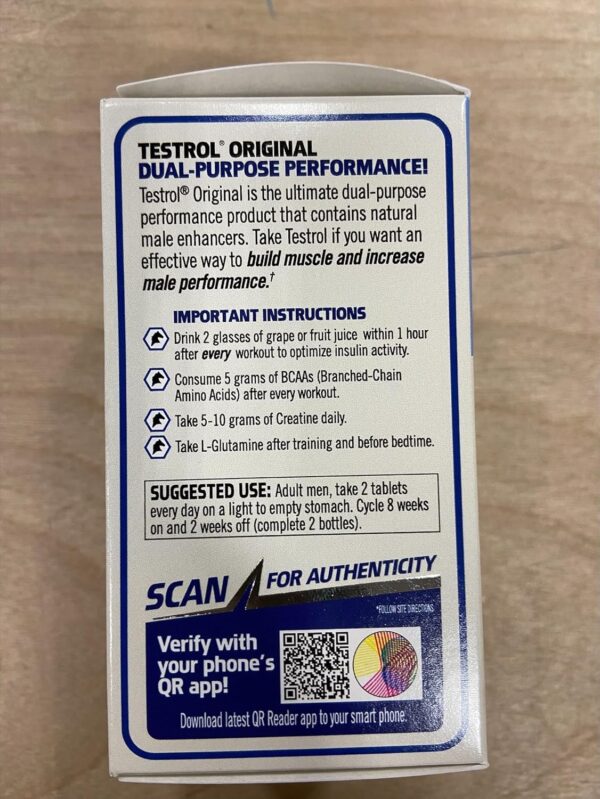 TESTROL® ORIGINAL
DUAL-PURPOSE PERFORMANCE!
Testrol® Original is the ultimate dual-purpose
performance product that contains natural
male enhancers. Take Testrol if you want an
effective way to build muscle and increase
male performance.†
IMPORTANT INSTRUCTIONS
Drink 2 glasses of grape or fruit juice within 1 hour
after every workout to optimize insulin activity.
Consume 5 grams of BCAAs (Branched-Chain
Amino Acids) after every workout.
Take 5-10 grams of Creatine daily.
Take L-Glutamine after training and before bedtime.
SUGGESTED USE: Adult men, take 2 tablets
every day on a light to empty stomach. Cycle 8 weeks
on and 2 weeks off (complete 2 bottles).
SCAN FOR AUTHENTICITY
*FOLLOW SITE DIRECTIONS
Verify with
your phone's
QR app!
Download latest QR Reader app to your smart phone.